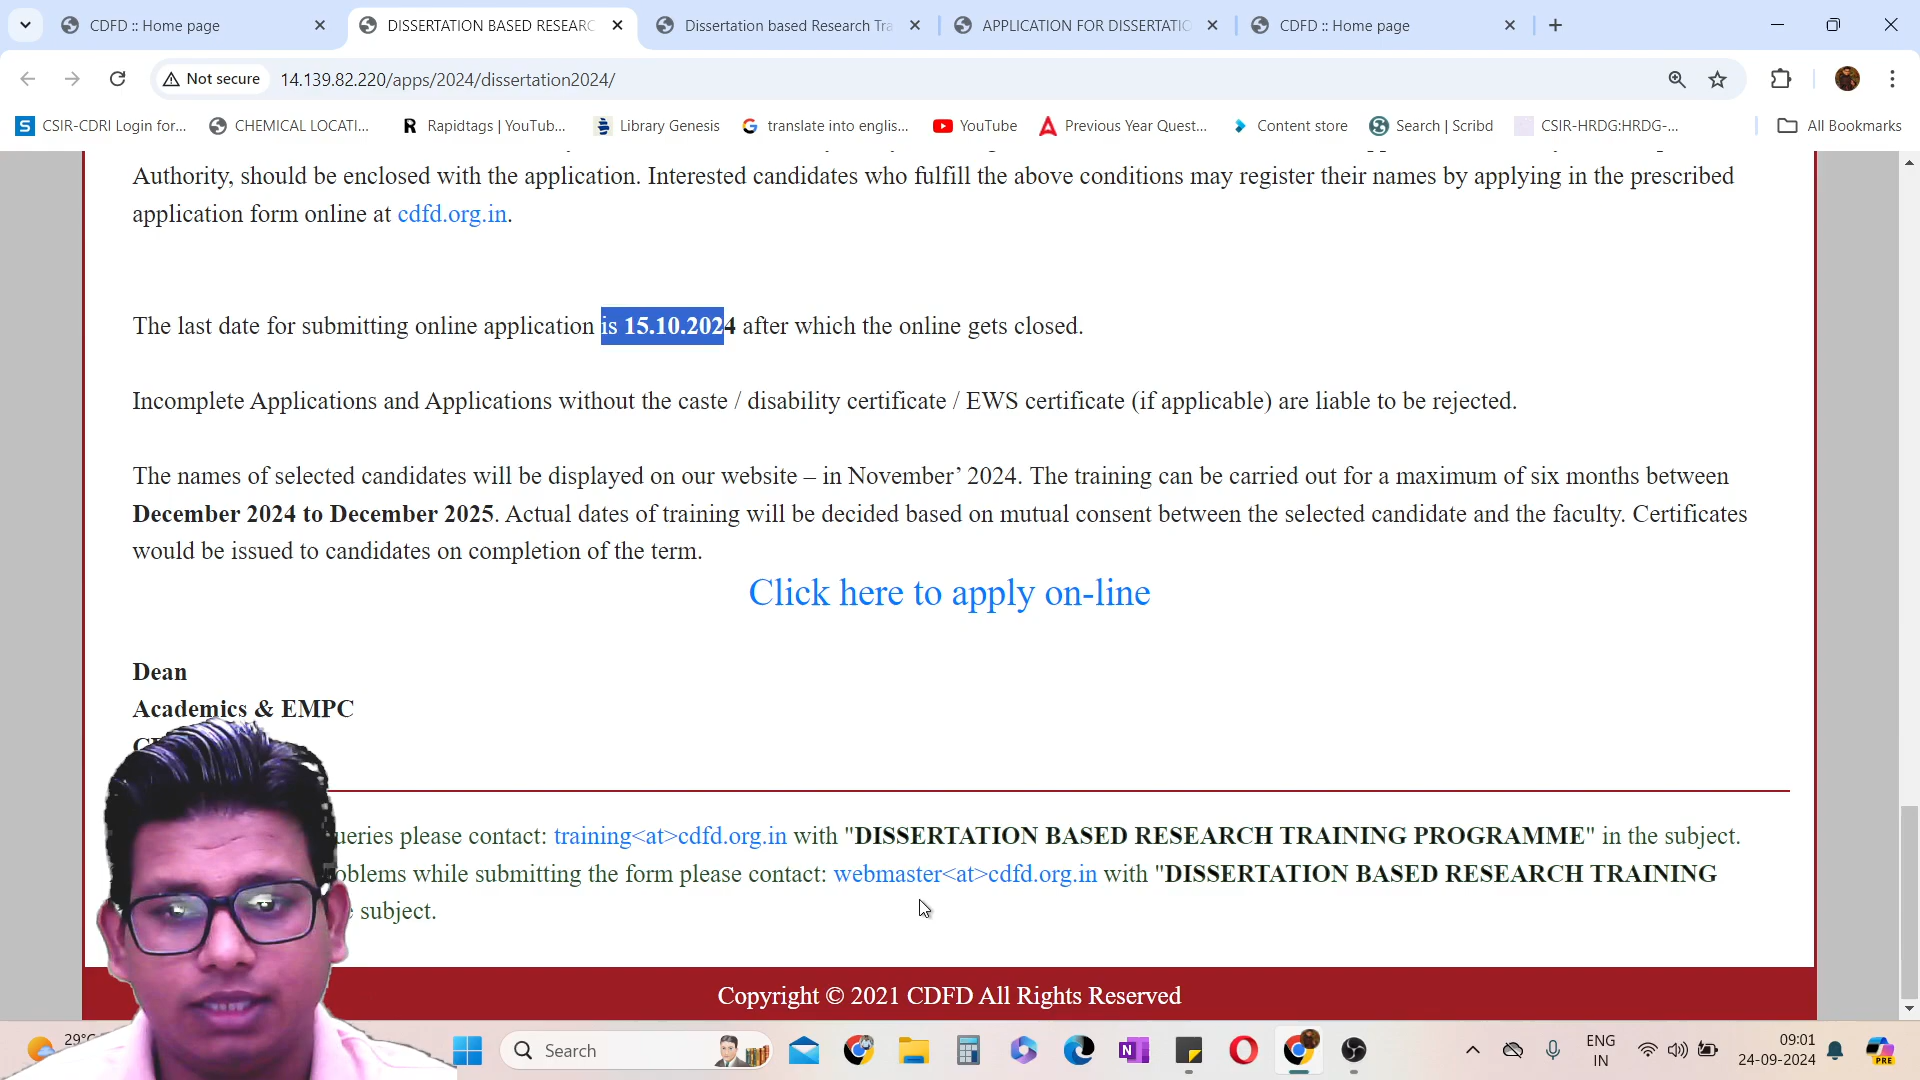 CDFD :: Home page
DISSERTATION BASED RESEARC
Dissertation based Research Tra
APPLICATION FOR DISSERTATIO
CDFD :: Home page
Not secure
14.139.82.220/apps/2024/dissertation2024/
CSIR-CDRI Login for...
CHEMICAL LOCATI...
Rapidtags | YouTub...
Library Genesis
translate into englis...
YouTube
Previous Year Quest...
Content store
Search | Scribd
CSIR-HRDG:HRDG-...
All Bookmarks
Authority, should be enclosed with the application. Interested candidates who fulfill the above conditions may register their names by applying in the prescribed
application form online at cdfd.org.in.
The last date for submitting online application is 15.10.2024 after which the online gets closed.
Incomplete Applications and Applications without the caste / disability certificate / EWS certificate (if applicable) are liable to be rejected.
The names of selected candidates will be displayed on our website – in November’ 2024. The training can be carried out for a maximum of six months between
December 2024 to December 2025. Actual dates of training will be decided based on mutual consent between the selected candidate and the faculty. Certificates
would be issued to candidates on completion of the term.
Click here to apply on-line
Dean
Academics & EMPC
ueries please contact: training<at>cdfd.org.in with "DISSERTATION BASED RESEARCH TRAINING PROGRAMME" in the subject.
oblems while submitting the form please contact: webmaster<at>cdfd.org.in with "DISSERTATION BASED RESEARCH TRAINING
subject.
Copyright © 2021 CDFD All Rights Reserved
29°C
Search
ENG
IN
09:01
24-09-2024
PRE